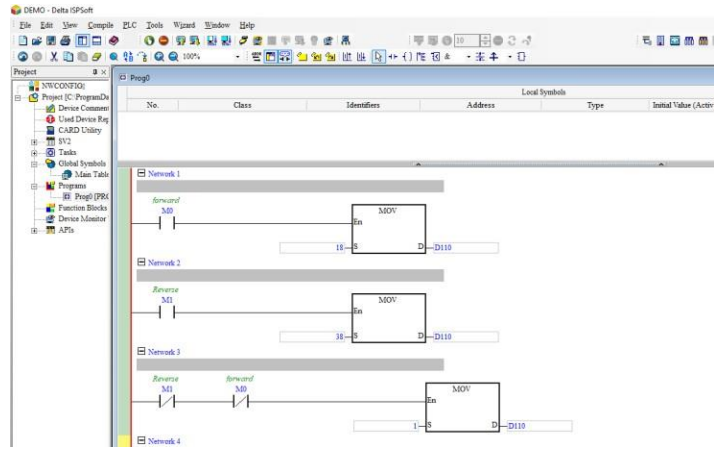 DEMO - Delta ISPSoft
File Edit View Compile PLC Tools Wizard Window Help
10
100%
Project
NWCONFIG
Project [C:\ProgramDa
Device Comment
Used Device Rep
CARD Utility
SV2
Tasks
Global Symbols
Main Table
Programs
Prog0 [PRG
Function Blocks
Device Monitor
APIs
Prog0
Local Symbols
No. Class Identifiers Address Type Initial Value (Activ
Network 1
forward
M0 MOV
En
18 S D D110
Network 2
Reverse
M1 MOV
En
38 S D D110
Network 3
Reverse forward
M1 M0 MOV
En
1 S D D110
Network 4